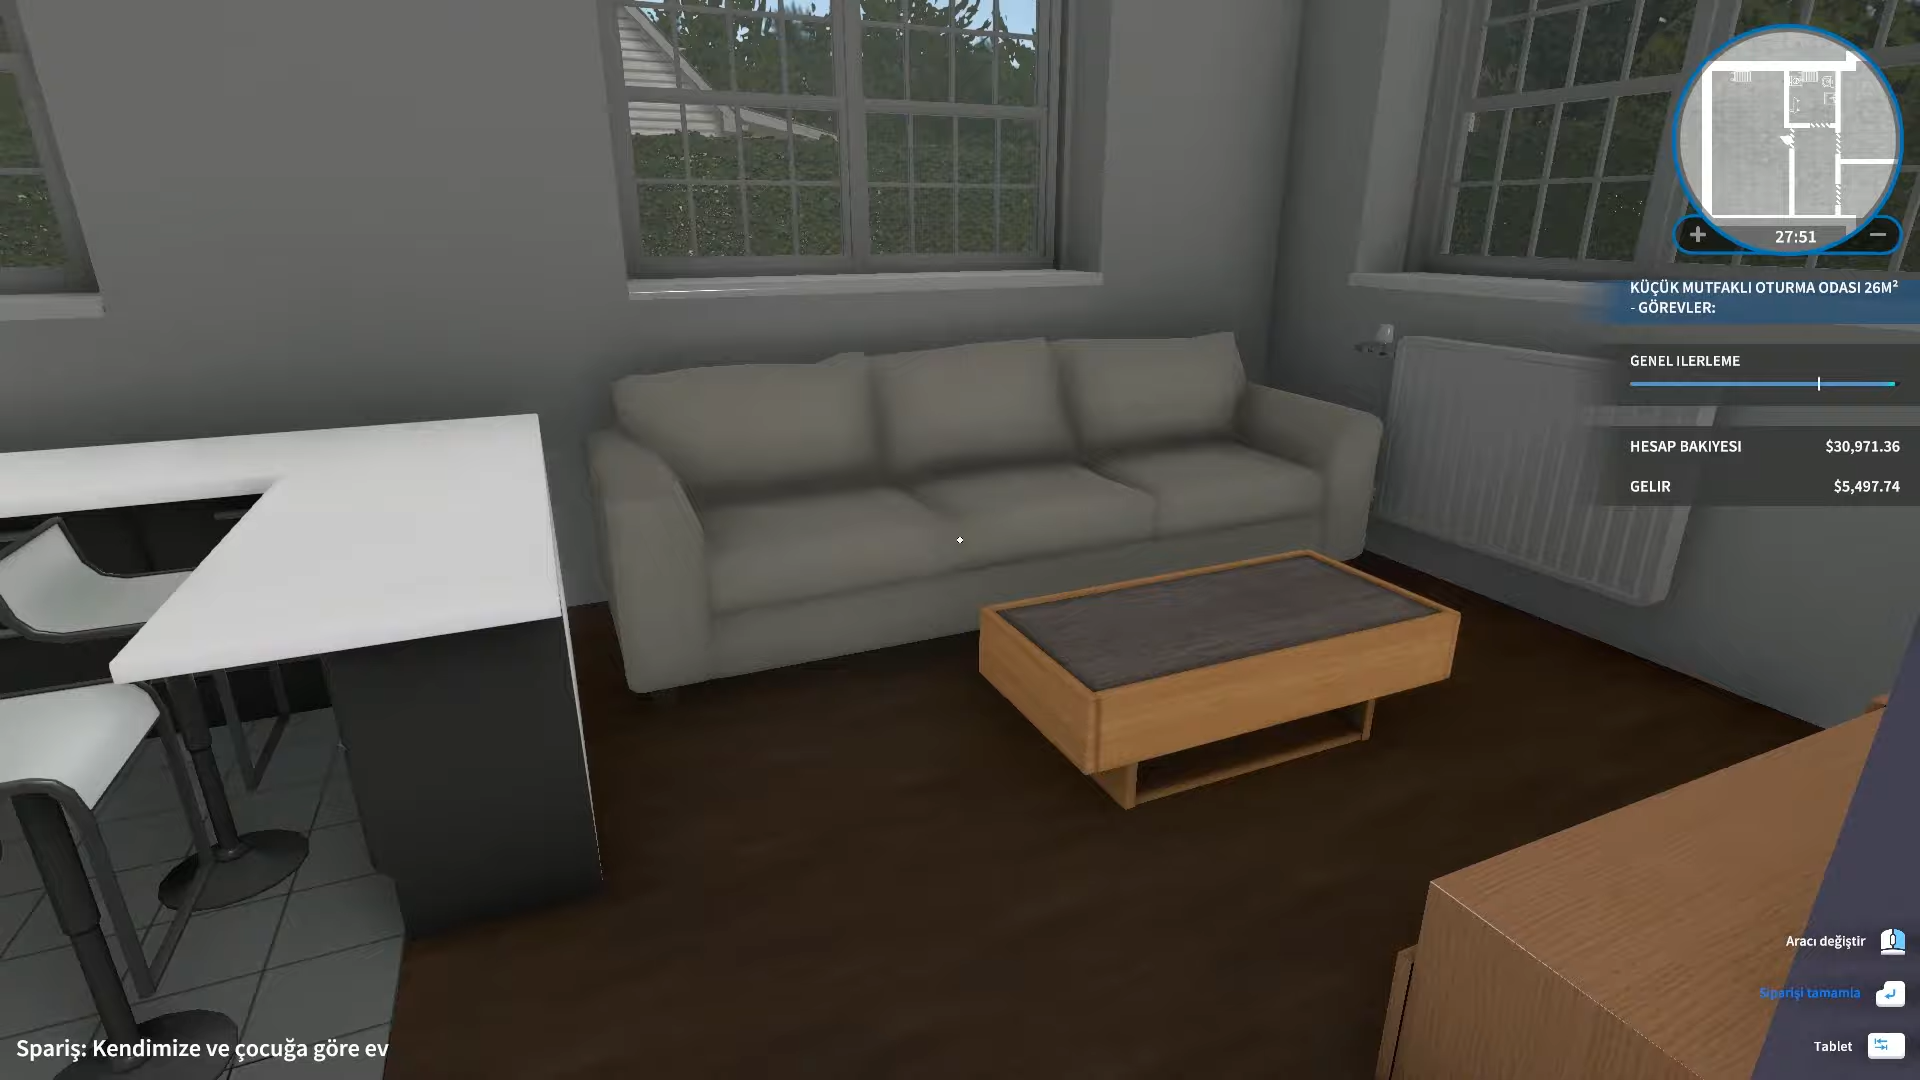 27:51
KÜÇÜK MUTFAKLI OTURMA ODASI 26M²
- GÖREVLER:
GENEL ILERLEME
HESAP BAKIYESI $30,971.36
GELIR $5,497.74
Aracı değiştir
Siparişi tamamla
Tablet
Spariş: Kendimize ve çocuğa göre ev